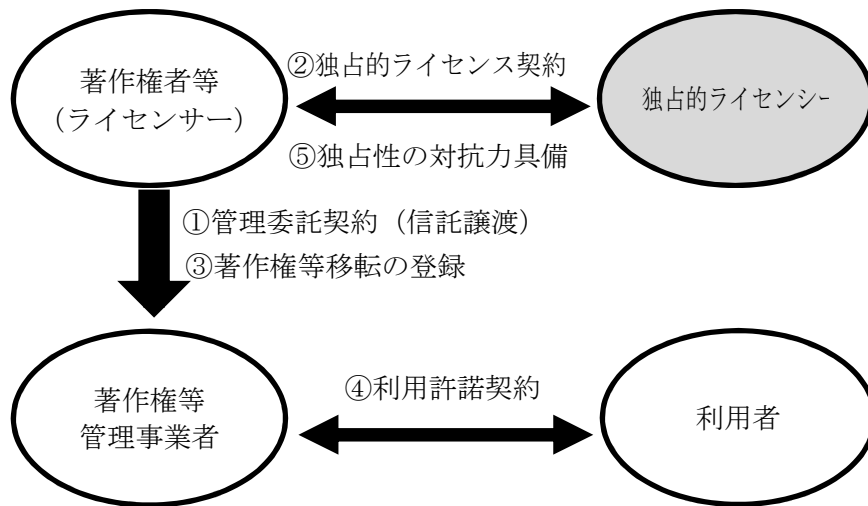 著作権者等
(ライセンサー)
②独占的ライセンス契約
独占的ライセンシー
⑤独占性の対抗力具備
①管理委託契約（信託譲渡）
③著作権等移転の登録
著作権等
管理事業者
④利用許諾契約
利用者